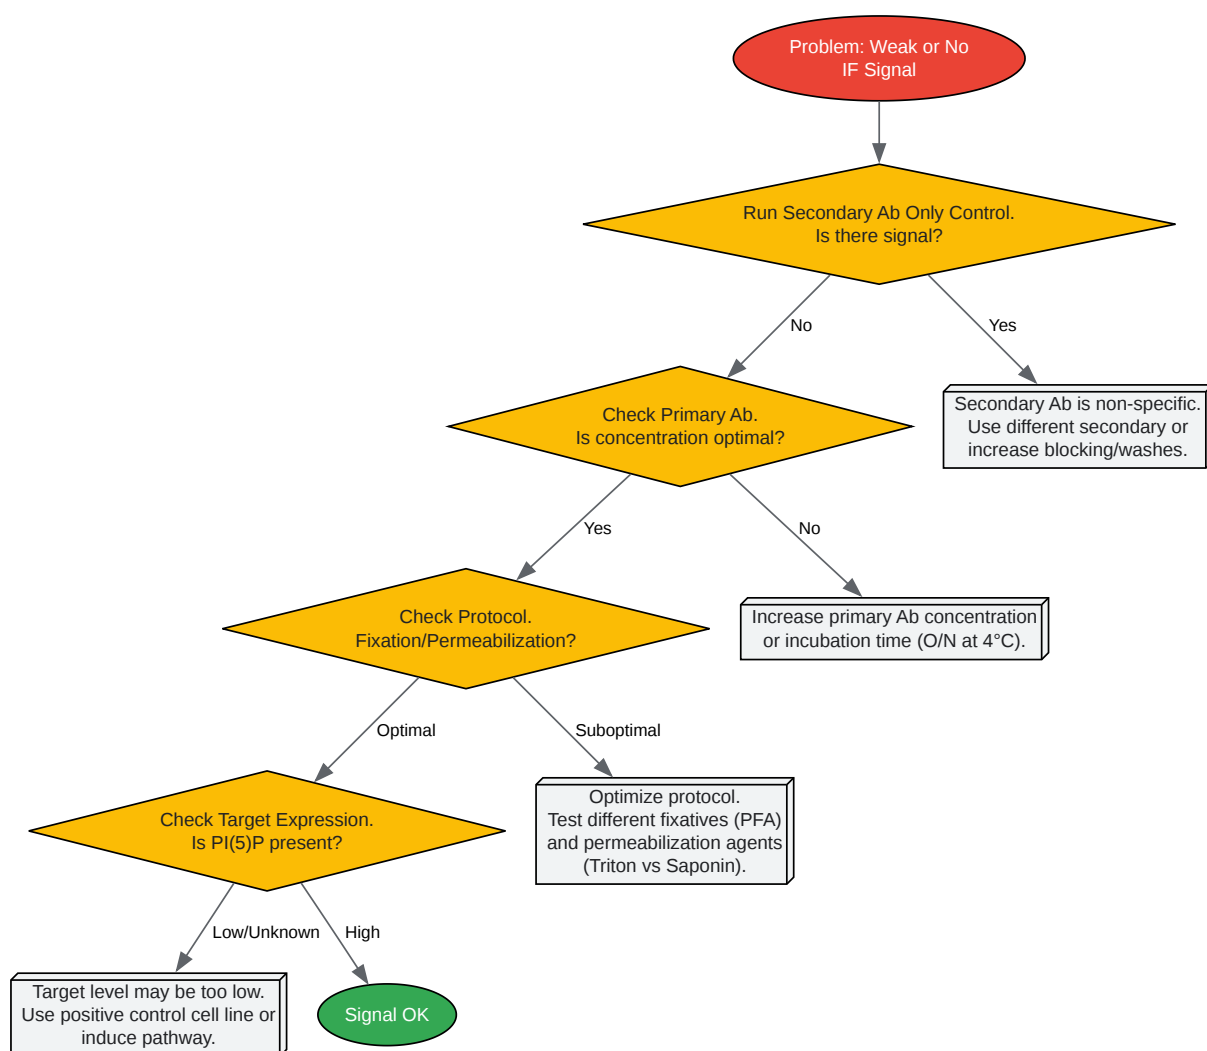 Problem: Weak or No
IF Signal
Run Secondary Ab Only Control.
Is there signal?
No
Yes
Check Primary Ab.
Is concentration optimal?
Secondary Ab is non-specific.
Use different secondary or
increase blocking/washes.
Yes
No
Check Protocol.
Fixation/Permeabilization?
Increase primary Ab concentration
or incubation time (O/N at 4°C).
Optimal
Suboptimal
Check Target Expression.
Is PI(5)P present?
Optimize protocol.
Test different fixatives (PFA)
and permeabilization agents
(Triton vs Saponin).
Low/Unknown
High
Target level may be too low.
Use positive control cell line or
induce pathway.
Signal OK